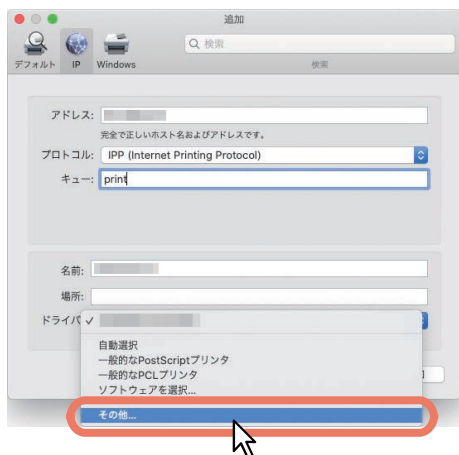 追加
検索
デフォルト IP Windows 検索
アドレス:
完全で正しいホスト名およびアドレスです。
プロトコル: IPP (Internet Printing Protocol)
キュー: print
名前:
場所:
ドライバ ✓
自動選択
一般的なPostScriptプリンタ
一般的なPCLプリンタ
ソフトウェアを選択...
その他...